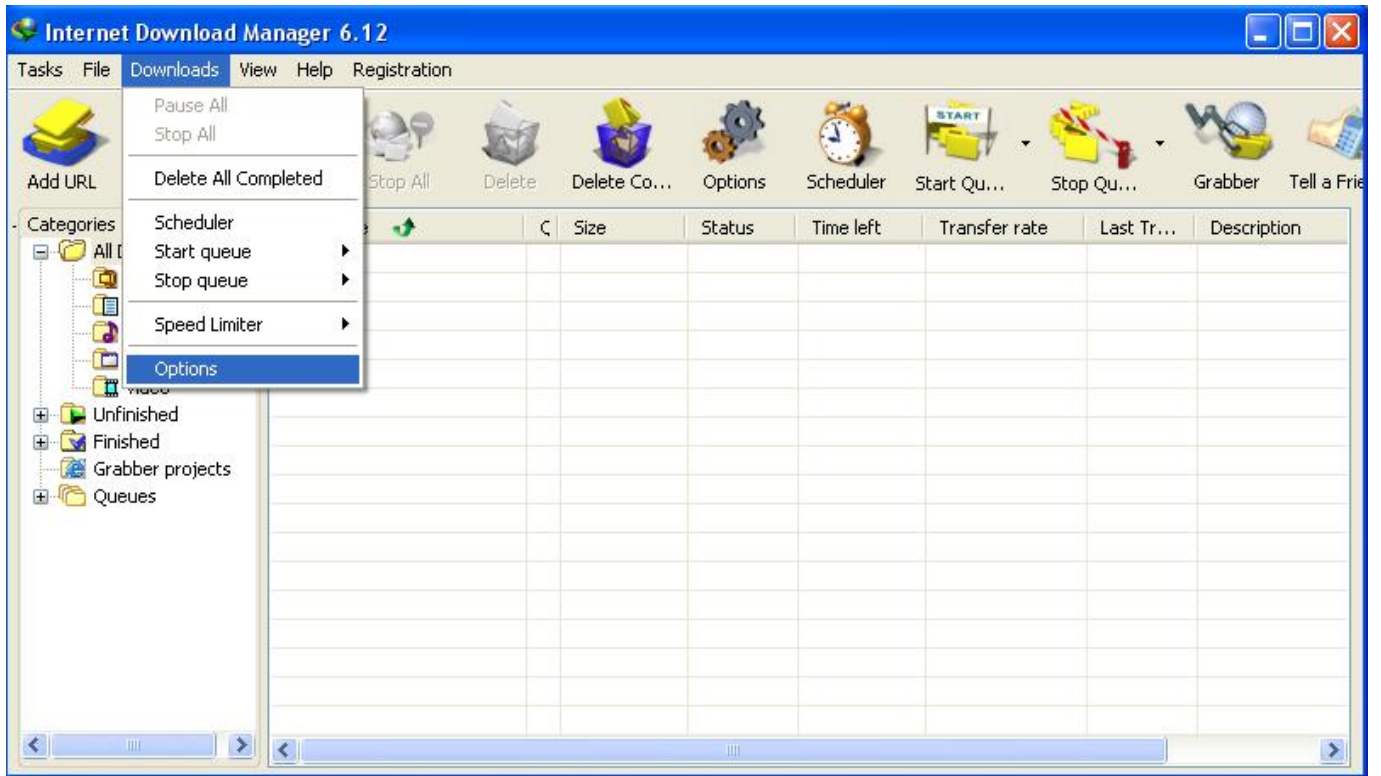 Internet Download Manager 6.12
Tasks File Downloads View Help Registration
Pause All
Stop All
Delete All Completed
Scheduler
Start queue
Stop queue
Speed Limiter
Options
Add URL Stop All Delete Delete Co... Options Scheduler Start Qu... Stop Qu... Grabber Tell a Frie
START
Categories
Q Size Status Time left Transfer rate Last Tr... Description
All
Unfinished
Finished
Grabber projects
Queues